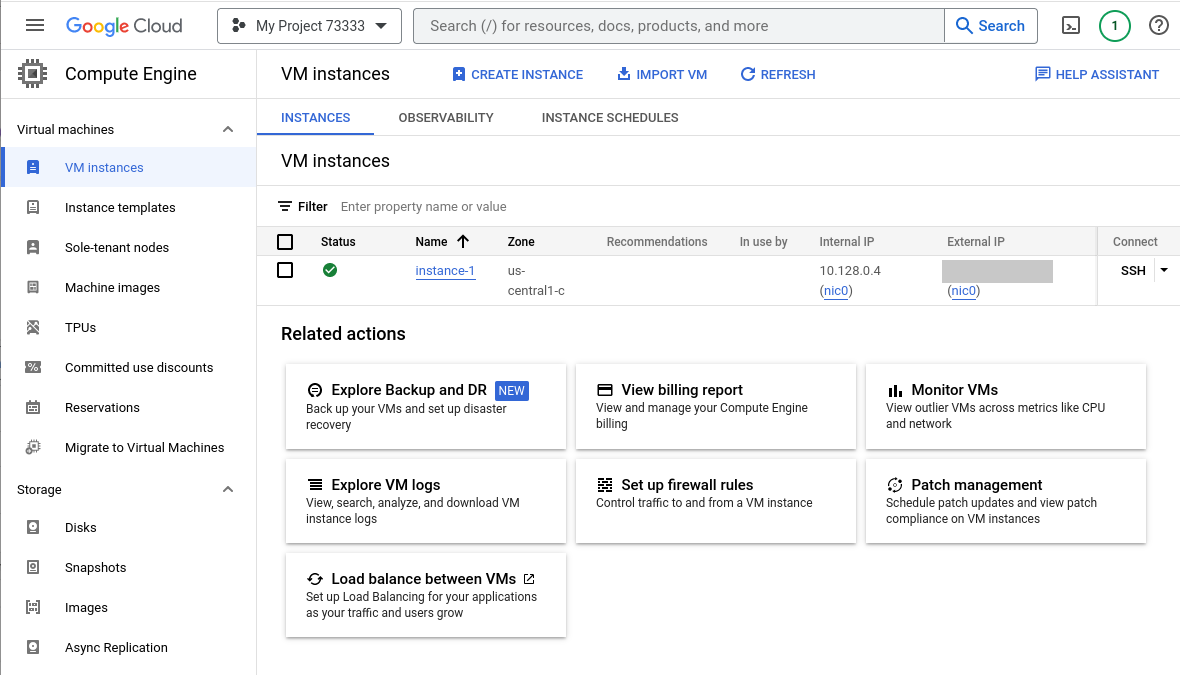 Google Cloud
My Project 73333
Search (/) for resources, docs, products, and more
Search
1
Compute Engine
VM instances
CREATE INSTANCE
IMPORT VM
REFRESH
HELP ASSISTANT
Virtual machines
VM instances
Instance templates
Sole-tenant nodes
Machine images
TPUs
Committed use discounts
Reservations
Migrate to Virtual Machines
Storage
Disks
Snapshots
Images
Async Replication
INSTANCES
OBSERVABILITY
INSTANCE SCHEDULES
VM instances
Filter
Enter property name or value
Status Name Zone Recommendations In use by Internal IP External IP Connect
instance-1 us- 10.128.0.4 SSH
central1-c (nic0) (nic0)
Related actions
Explore Backup and DR NEW
Back up your VMs and set up disaster
recovery
View billing report
View and manage your Compute Engine
billing
Monitor VMs
View outlier VMs across metrics like CPU
and network
Explore VM logs
View, search, analyze, and download VM
instance logs
Set up firewall rules
Control traffic to and from a VM instance
Patch management
Schedule patch updates and view patch
compliance on VM instances
Load balance between VMs
Set up Load Balancing for your applications
as your traffic and users grow